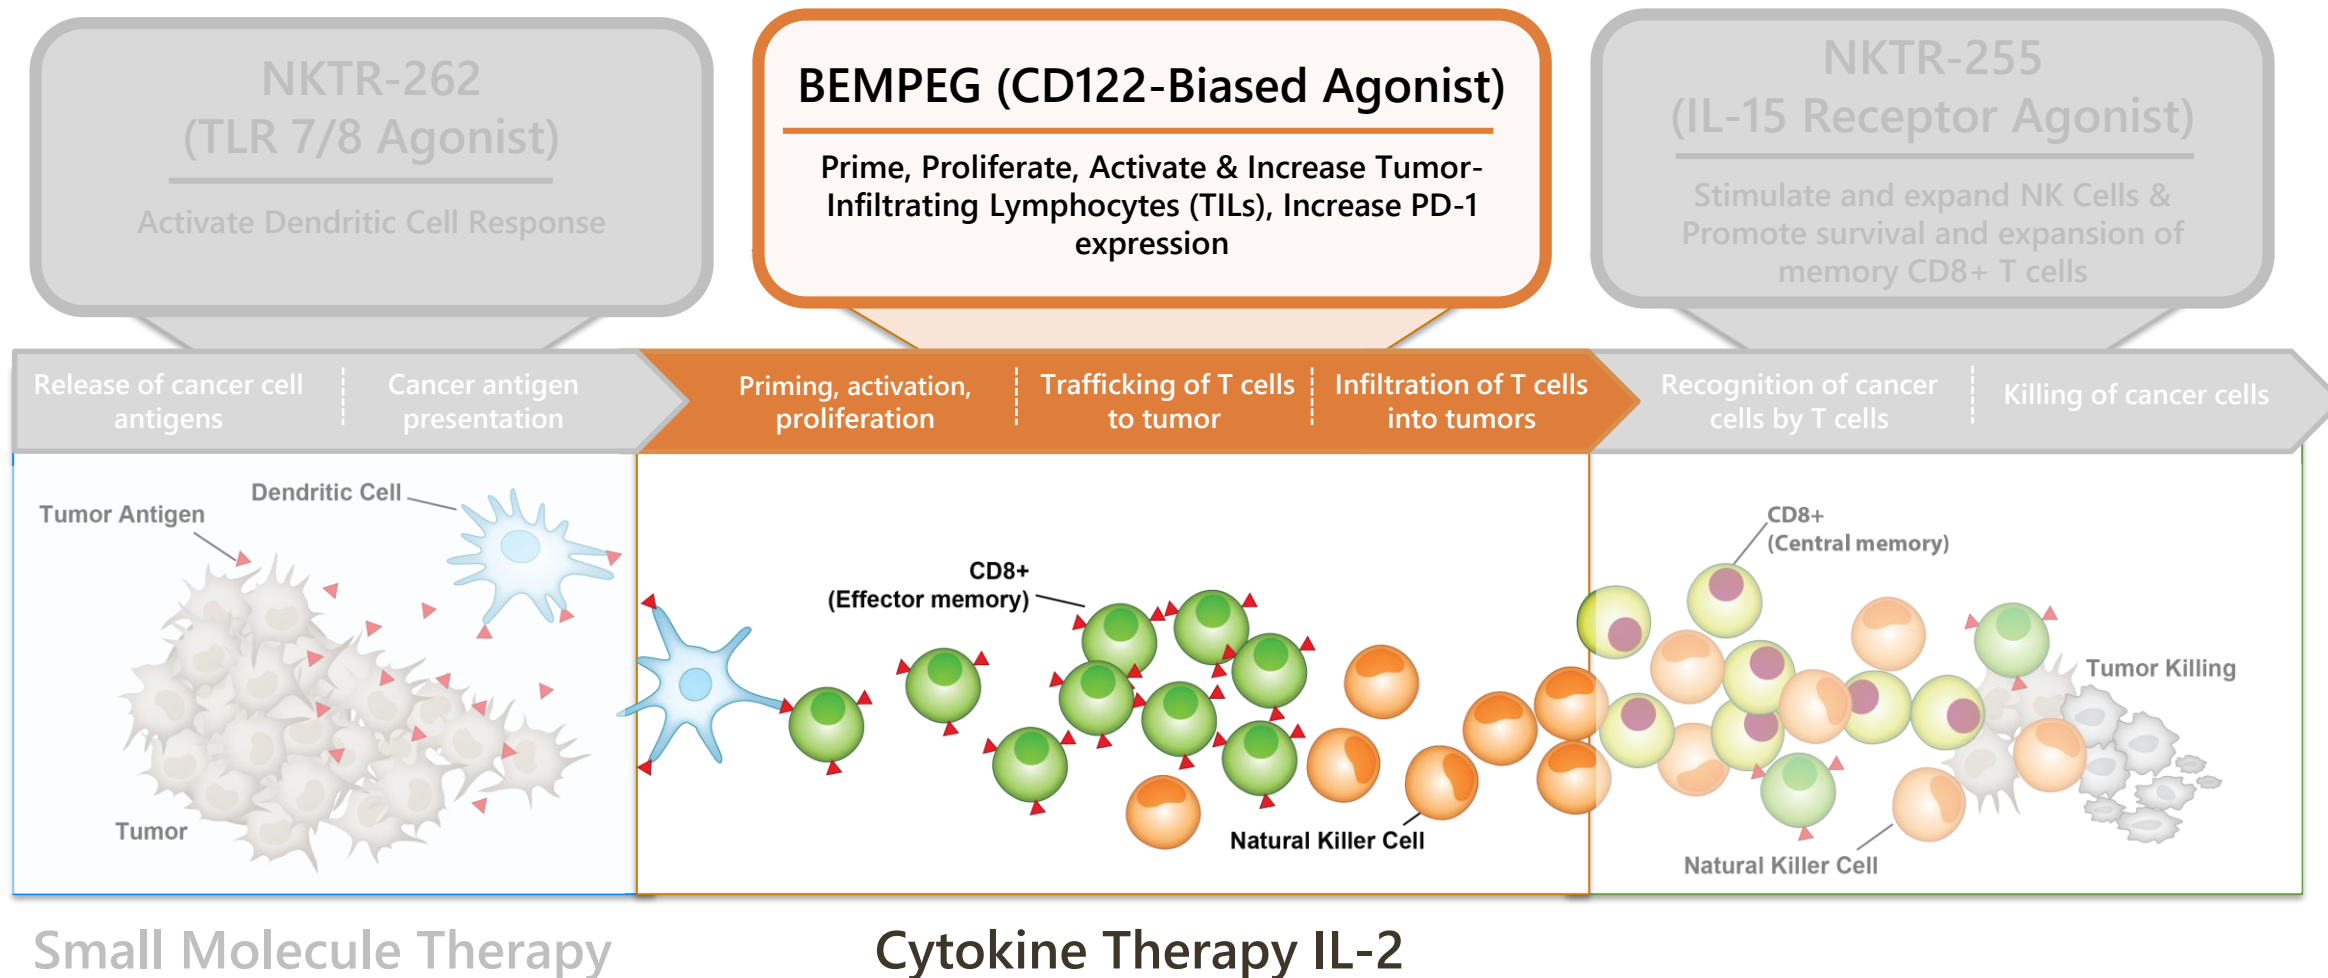 NKTR-262
(TLR 7/8 Agonist)
Activate Dendritic Cell Response
BEMPEG (CD122-Biased Agonist)
Prime, Proliferate, Activate & Increase Tumor-
Infiltrating Lymphocytes (TILs), Increase PD-1
expression
NKTR-255
(IL-15 Receptor Agonist)
Stimulate and expand NK Cells &
Promote survival and expansion of
memory CD8+ T cells
Release of cancer cell
antigens
Cancer antigen
presentation
Priming, activation,
proliferation
Trafficking of T cells
to tumor
Infiltration of T cells
into tumors
Recognition of cancer
cells by T cells
Killing of cancer cells
Dendritic Cell
Tumor Antigen
Tumor
CD8+
(Effector memory)
Natural Killer Cell
CD8+
(Central memory)
Tumor Killing
Natural Killer Cell
Small Molecule Therapy
Cytokine Therapy IL-2